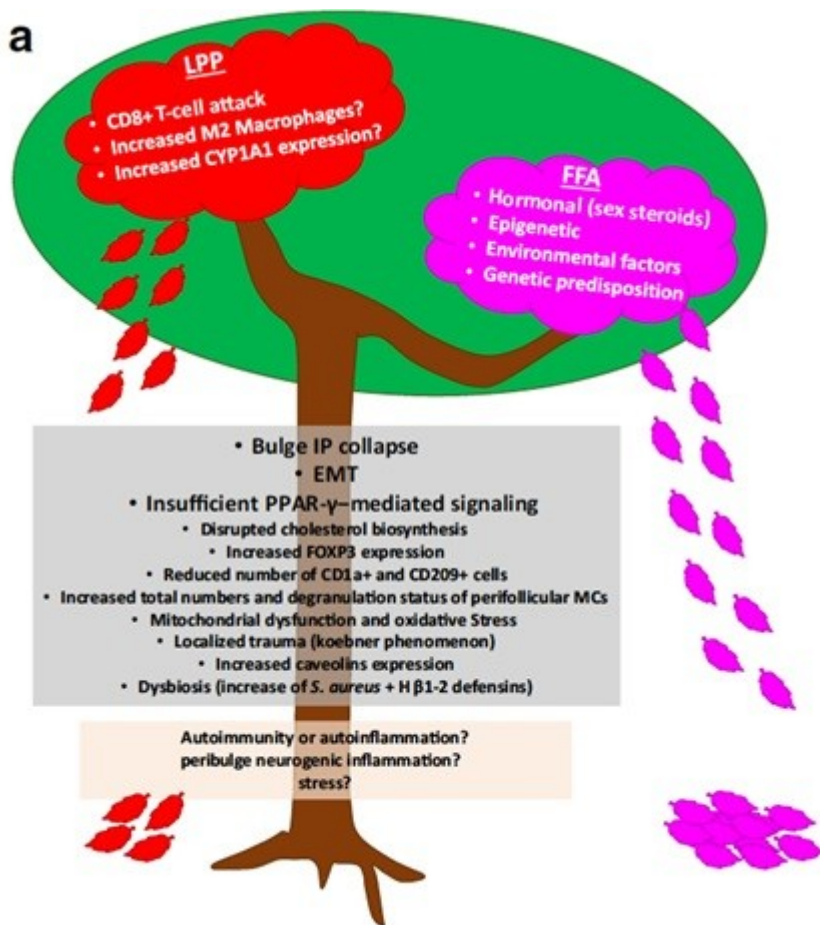 a
LPP
• CD8+ T-cell attack
• Increased M2 Macrophages?
• Increased CYP1A1 expression?
FFA
• Hormonal (sex steroids)
• Epigenetic
• Environmental factors
• Genetic predisposition
• Bulge IP collapse
• EMT
• Insufficient PPAR-γ–mediated signaling
• Disrupted cholesterol biosynthesis
• Increased FOXP3 expression
• Reduced number of CD1a+ and CD209+ cells
• Increased total numbers and degranulation status of perifollicular MCs
• Mitochondrial dysfunction and oxidative Stress
• Localized trauma (koebner phenomenon)
• Increased caveolins expression
• Dysbiosis (increase of S. aureus + H β1-2 defensins)
Autoimmunity or autoinflammation?
peribulge neurogenic inflammation?
stress?